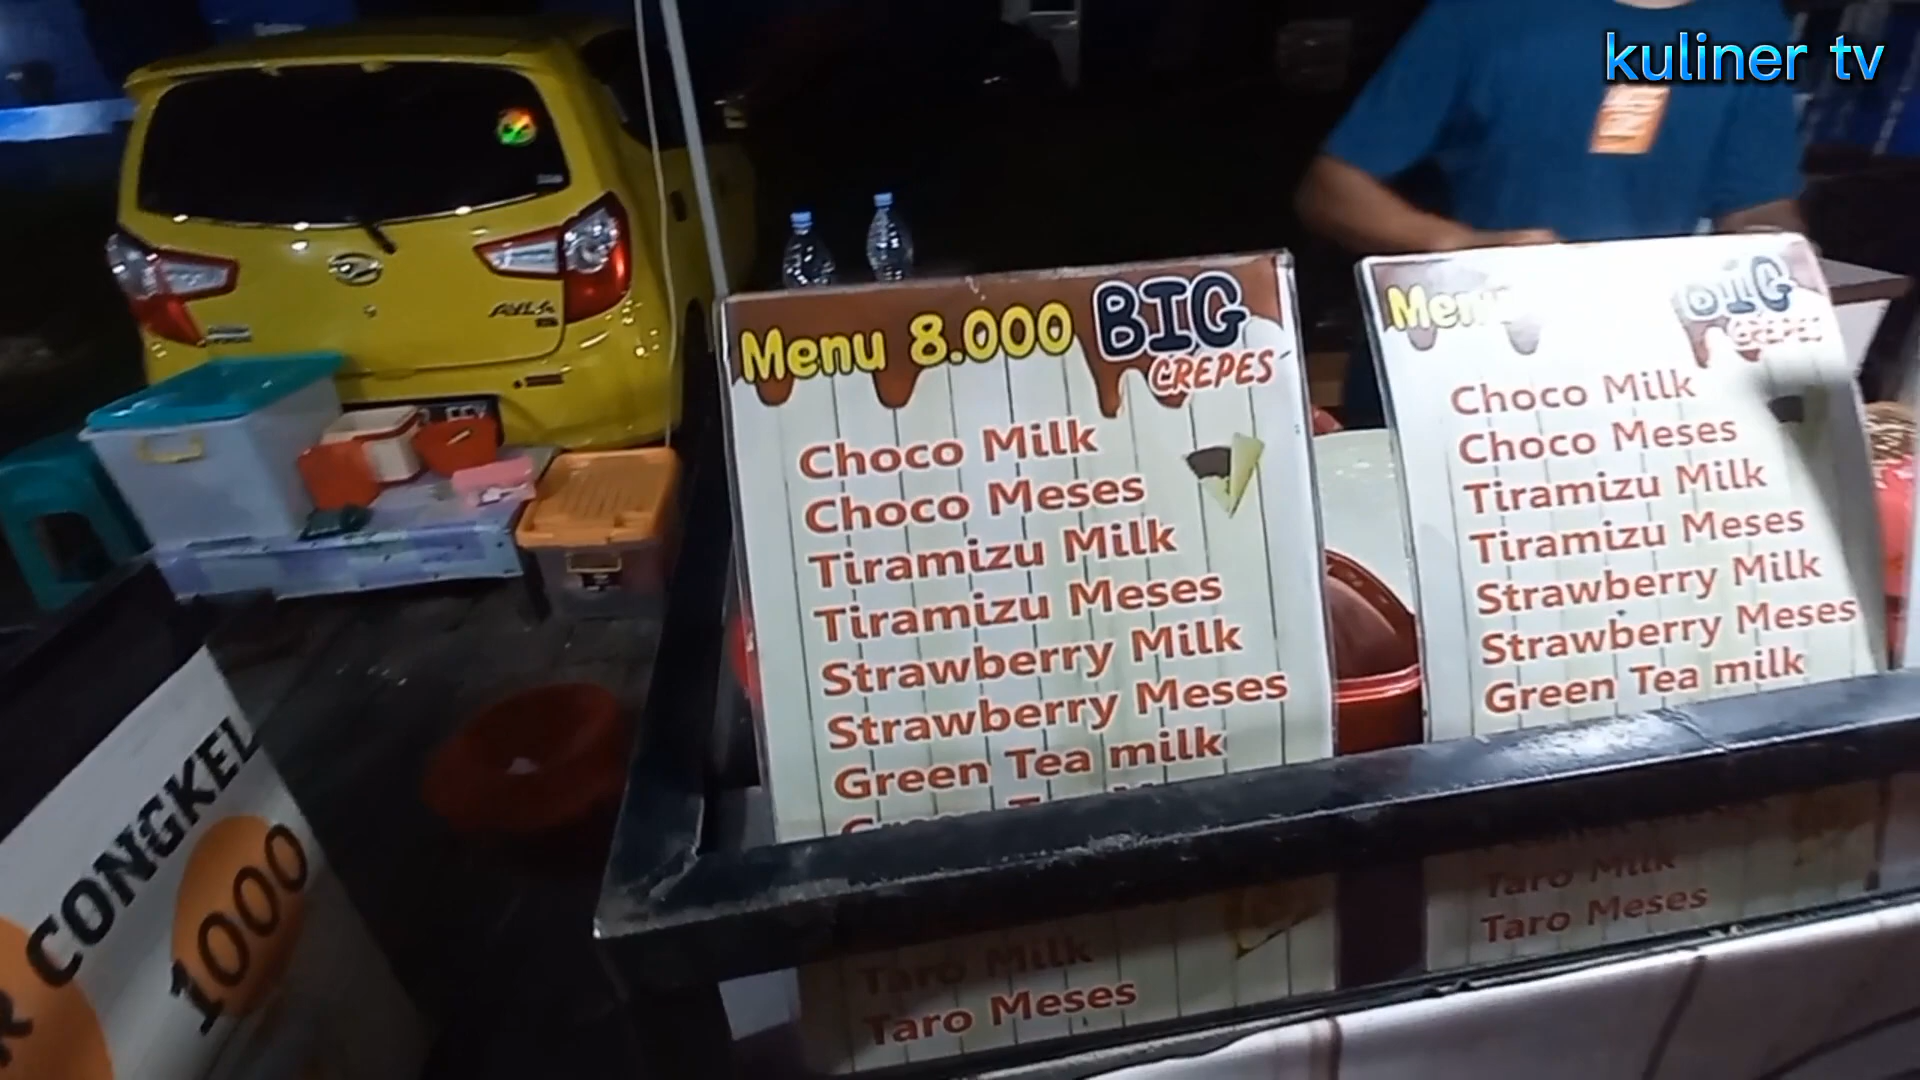 kuliner tv
AYLA
Menu 8.000 BIG
CREPES
Choco Milk
Choco Meses
Tiramizu Milk
Tiramizu Meses
Strawberry Milk
Strawberry Meses
Green Tea milk
Taro Milk
Taro Meses
Menu BIG
CREPES
Choco Milk
Choco Meses
Tiramizu Milk
Tiramizu Meses
Strawberry Milk
Strawberry Meses
Green Tea milk
Taro Milk
Taro Meses
CONGKEL
1000